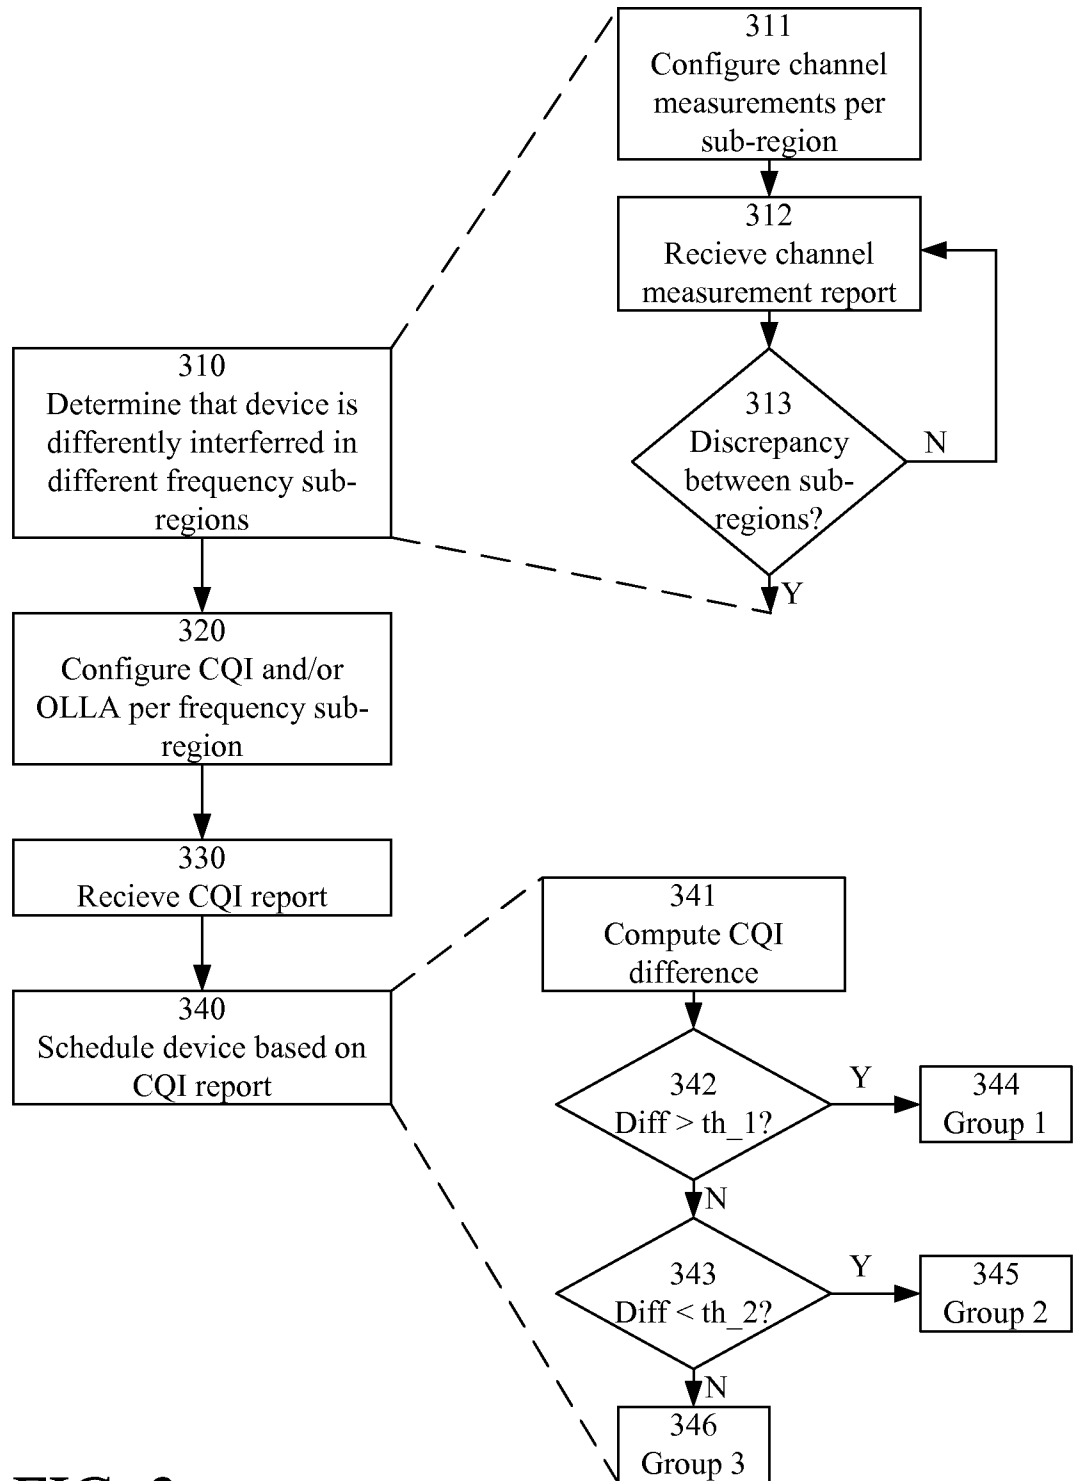 311
Configure channel
measurements per
sub-region
312
Recieve channel
measurement report
313
Discrepancy
between sub-
regions?
N
Y
310
Determine that device is
differently interferred in
different frequency sub-
regions
320
Configure CQI and/or
OLLA per frequency sub-
region
330
Recieve CQI report
340
Schedule device based on
CQI report
341
Compute CQI
difference
342
Diff > th_1?
Y
344
Group 1
N
343
Diff < th_2?
Y
345
Group 2
N
346
Group 3